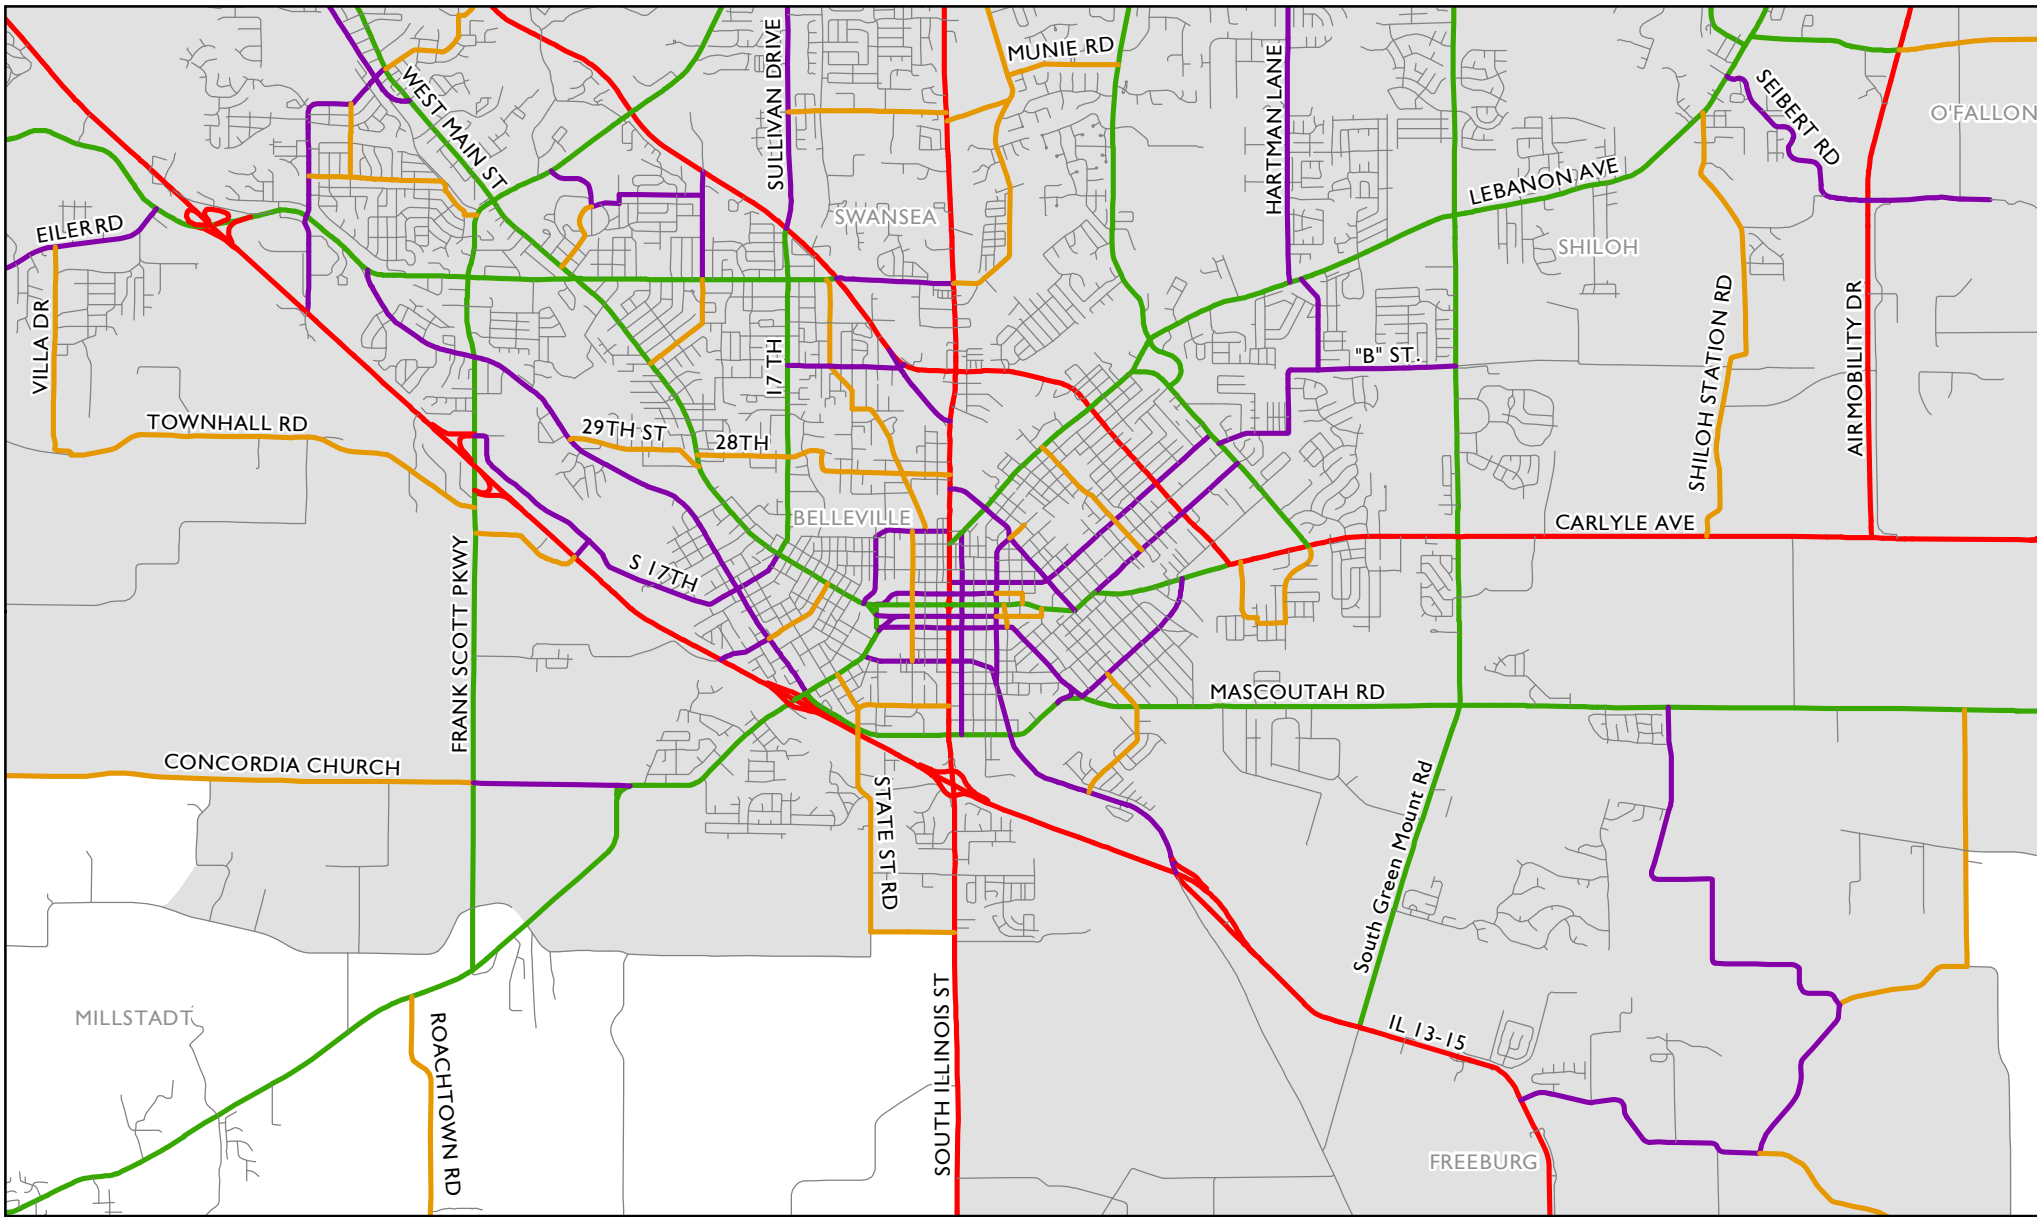 MUNIE RD
SULLIVAN DRIVE
HARTMAN LANE
WEST MAIN ST
SEIBERT RD
O'FALLON
LEBANON AVE
SWANSEA
EILER RD
SHILOH
VILLA DR
17 TH
"B" ST.
SHILOH STATION RD
AIRMOBILITY DR
TOWNHALL RD
29TH ST
28TH
BELLEVILLE
CARLYLE AVE
S 17TH
FRANK SCOTT PKWY
MASCOUTAH RD
CONCORDIA CHURCH
STATE ST RD
South Green Mount Rd
MILLSTADT
ROACHTOWN RD
SOUTH ILLINOIS ST
IL 13-15
FREEBURG